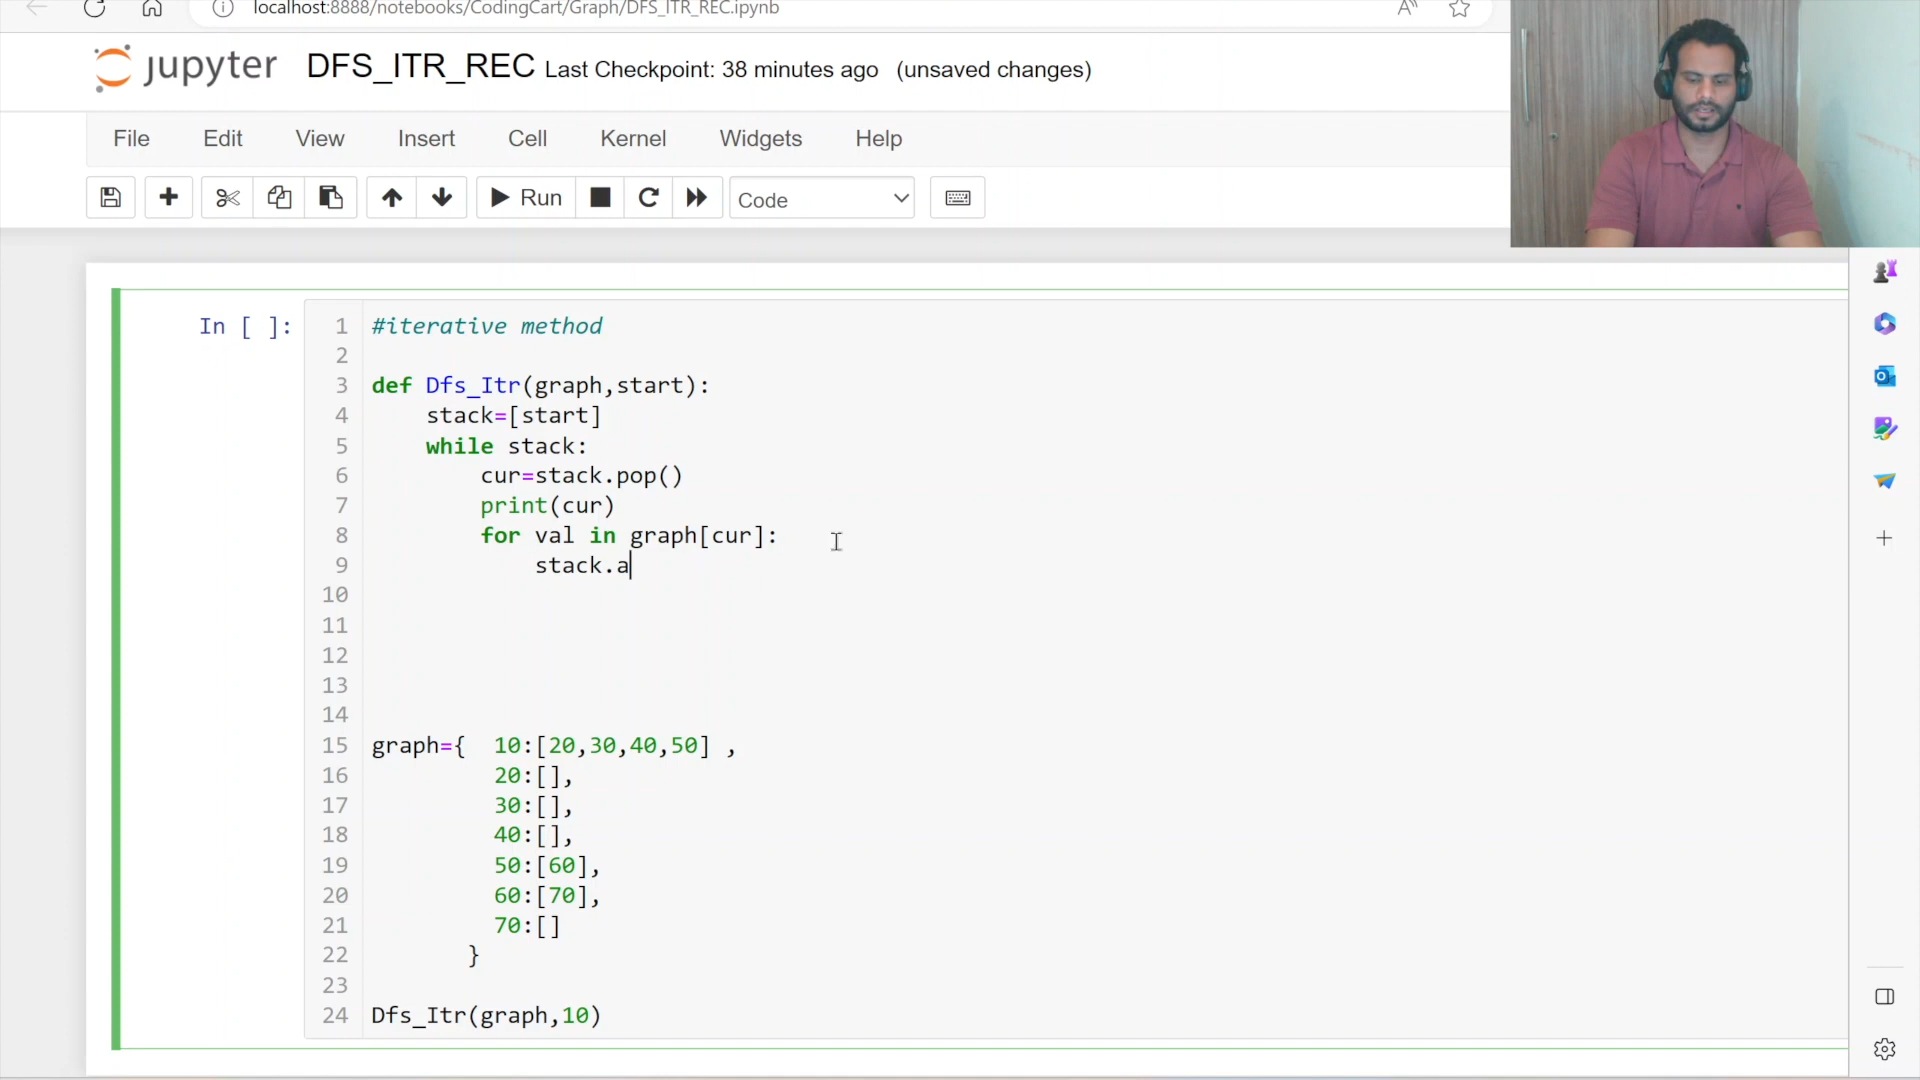 localhost:8888/notebooks/CodingCart/Graph/DFS_ITR_REC.ipynb
jupyter DFS_ITR_REC Last Checkpoint: 38 minutes ago (unsaved changes)
File Edit View Insert Cell Kernel Widgets Help
Run Code
In [ ]:
1 #iterative method
2
3 def Dfs_Itr(graph,start):
4 stack=[start]
5 while stack:
6 cur=stack.pop()
7 print(cur)
8 for val in graph[cur]:
9 stack.a
10
11
12
13
14
15 graph={ 10:[20,30,40,50] ,
16 20:[],
17 30:[],
18 40:[],
19 50:[60],
20 60:[70],
21 70:[]
22 }
23
24 Dfs_Itr(graph,10)